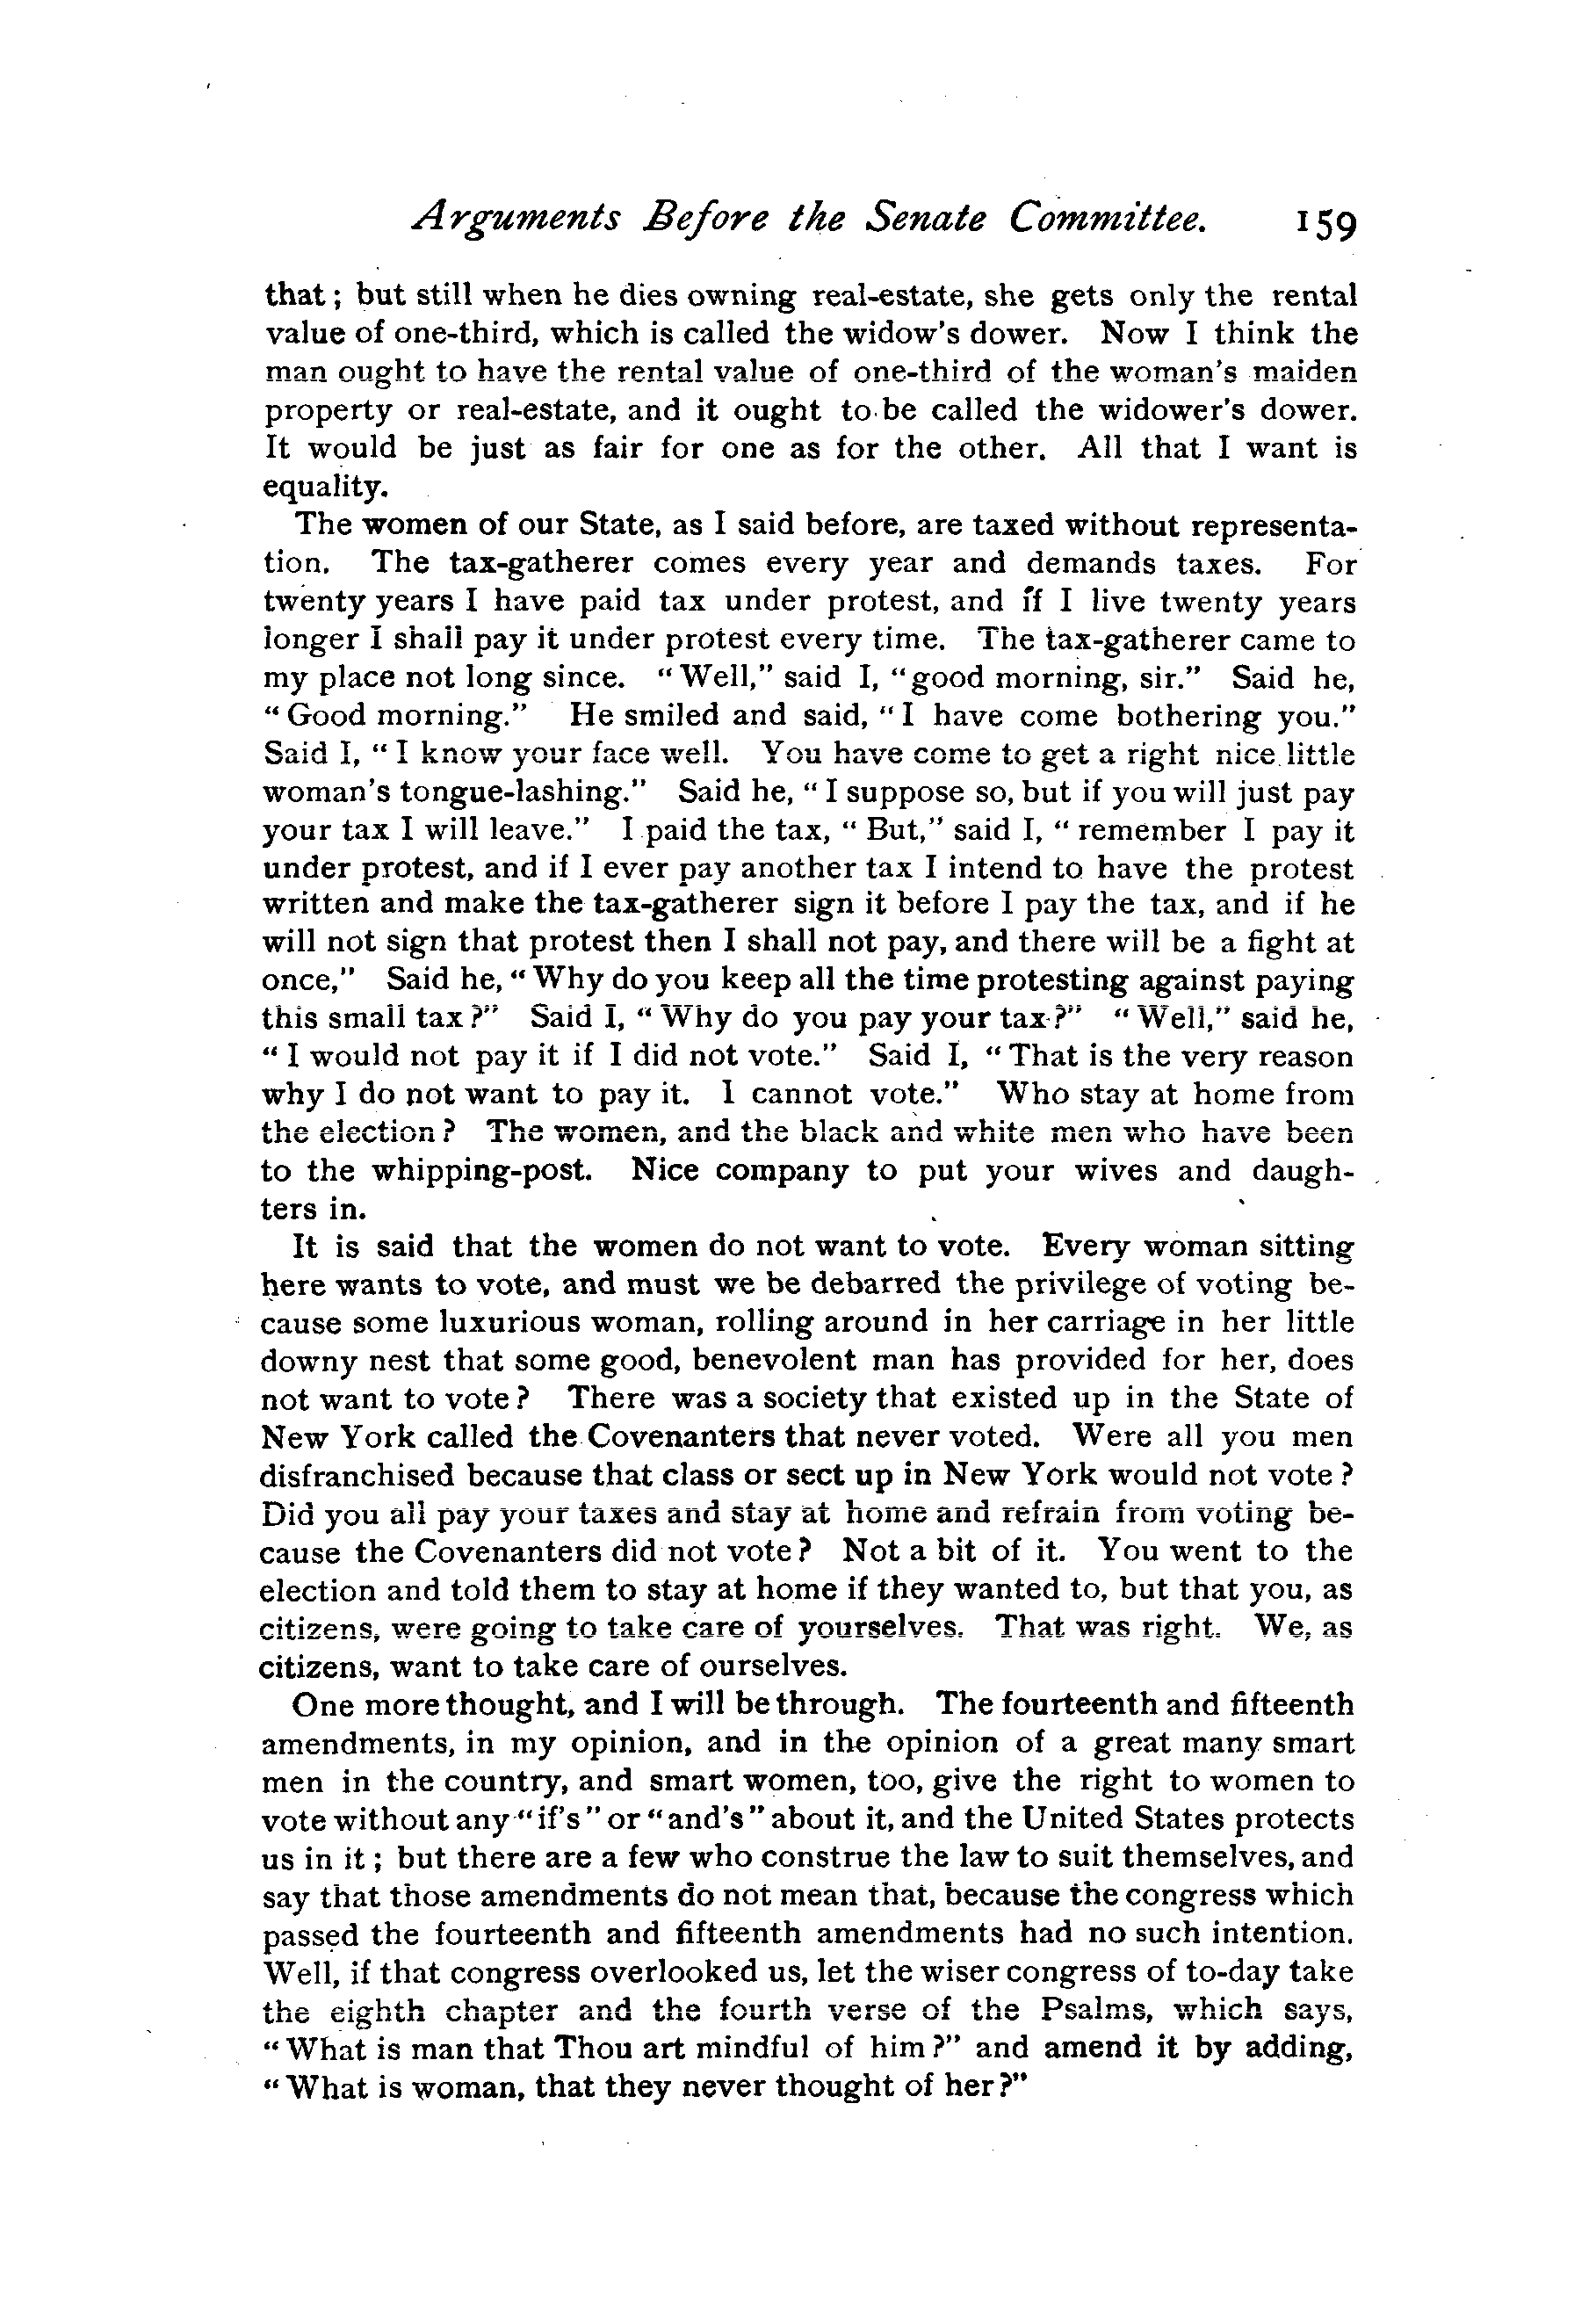 Arguments Before the Senate Committee. 159
that; but still when he dies owning real-estate, she gets only the rental
value of one-third, which is called the widow's dower. Now I think the
man ought to have the rental value of one-third of the woman's maiden
property or real-estate, and it ought to be called the widower's dower.
It would be just as fair for one as for the other. All that I want is
equality.
The women of our State, as I said before, are taxed without representa-
tion. The tax-gatherer comes every year and demands taxes. For
twenty years I have paid tax under protest, and if I live twenty years
longer I shall pay it under protest every time. The tax-gatherer came to
my place not long since. "Well," said I, "good morning, sir." Said he,
"Good morning." He smiled and said, "I have come bothering you."
Said I, "I know your face well. You have come to get a right nice little
woman's tongue-lashing." Said he, "I suppose so, but if you will just pay
your tax I will leave." I paid the tax, "But," said I, "remember I pay it
under protest, and if I ever pay another tax I intend to have the protest
written and make the tax-gatherer sign it before I pay the tax, and if he
will not sign that protest then I shall not pay, and there will be a fight at
once," Said he, "Why do you keep all the time protesting against paying
this small tax?" Said I, "Why do you pay your tax?" "Well," said he,
"I would not pay it if I did not vote." Said I, "That is the very reason
why I do not want to pay it. I cannot vote." Who stay at home from
the election? The women, and the black and white men who have been
to the whipping-post. Nice company to put your wives and daugh-
ters in.
It is said that the women do not want to vote. Every woman sitting
here wants to vote, and must we be debarred the privilege of voting be-
cause some luxurious woman, rolling around in her carriage in her little
downy nest that some good, benevolent man has provided for her, does
not want to vote? There was a society that existed up in the State of
New York called the Covenanters that never voted. Were all you men
disfranchised because that class or sect up in New York would not vote?
Did you all pay your taxes and stay at home and refrain from voting be-
cause the Covenanters did not vote? Not a bit of it. You went to the
election and told them to stay at home if they wanted to, but that you, as
citizens, were going to take care of yourselves. That was right. We, as
citizens, want to take care of ourselves.
One more thought, and I will be through. The fourteenth and fifteenth
amendments, in my opinion, and in the opinion of a great many smart
men in the country, and smart women, too, give the right to women to
vote without any "if's" or "and's" about it, and the United States protects
us in it; but there are a few who construe the law to suit themselves, and
say that those amendments do not mean that, because the congress which
passed the fourteenth and fifteenth amendments had no such intention.
Well, if that congress overlooked us, let the wiser congress of to-day take
the eighth chapter and the fourth verse of the Psalms, which says,
"What is man that Thou art mindful of him?" and amend it by adding,
"What is woman, that they never thought of her?"